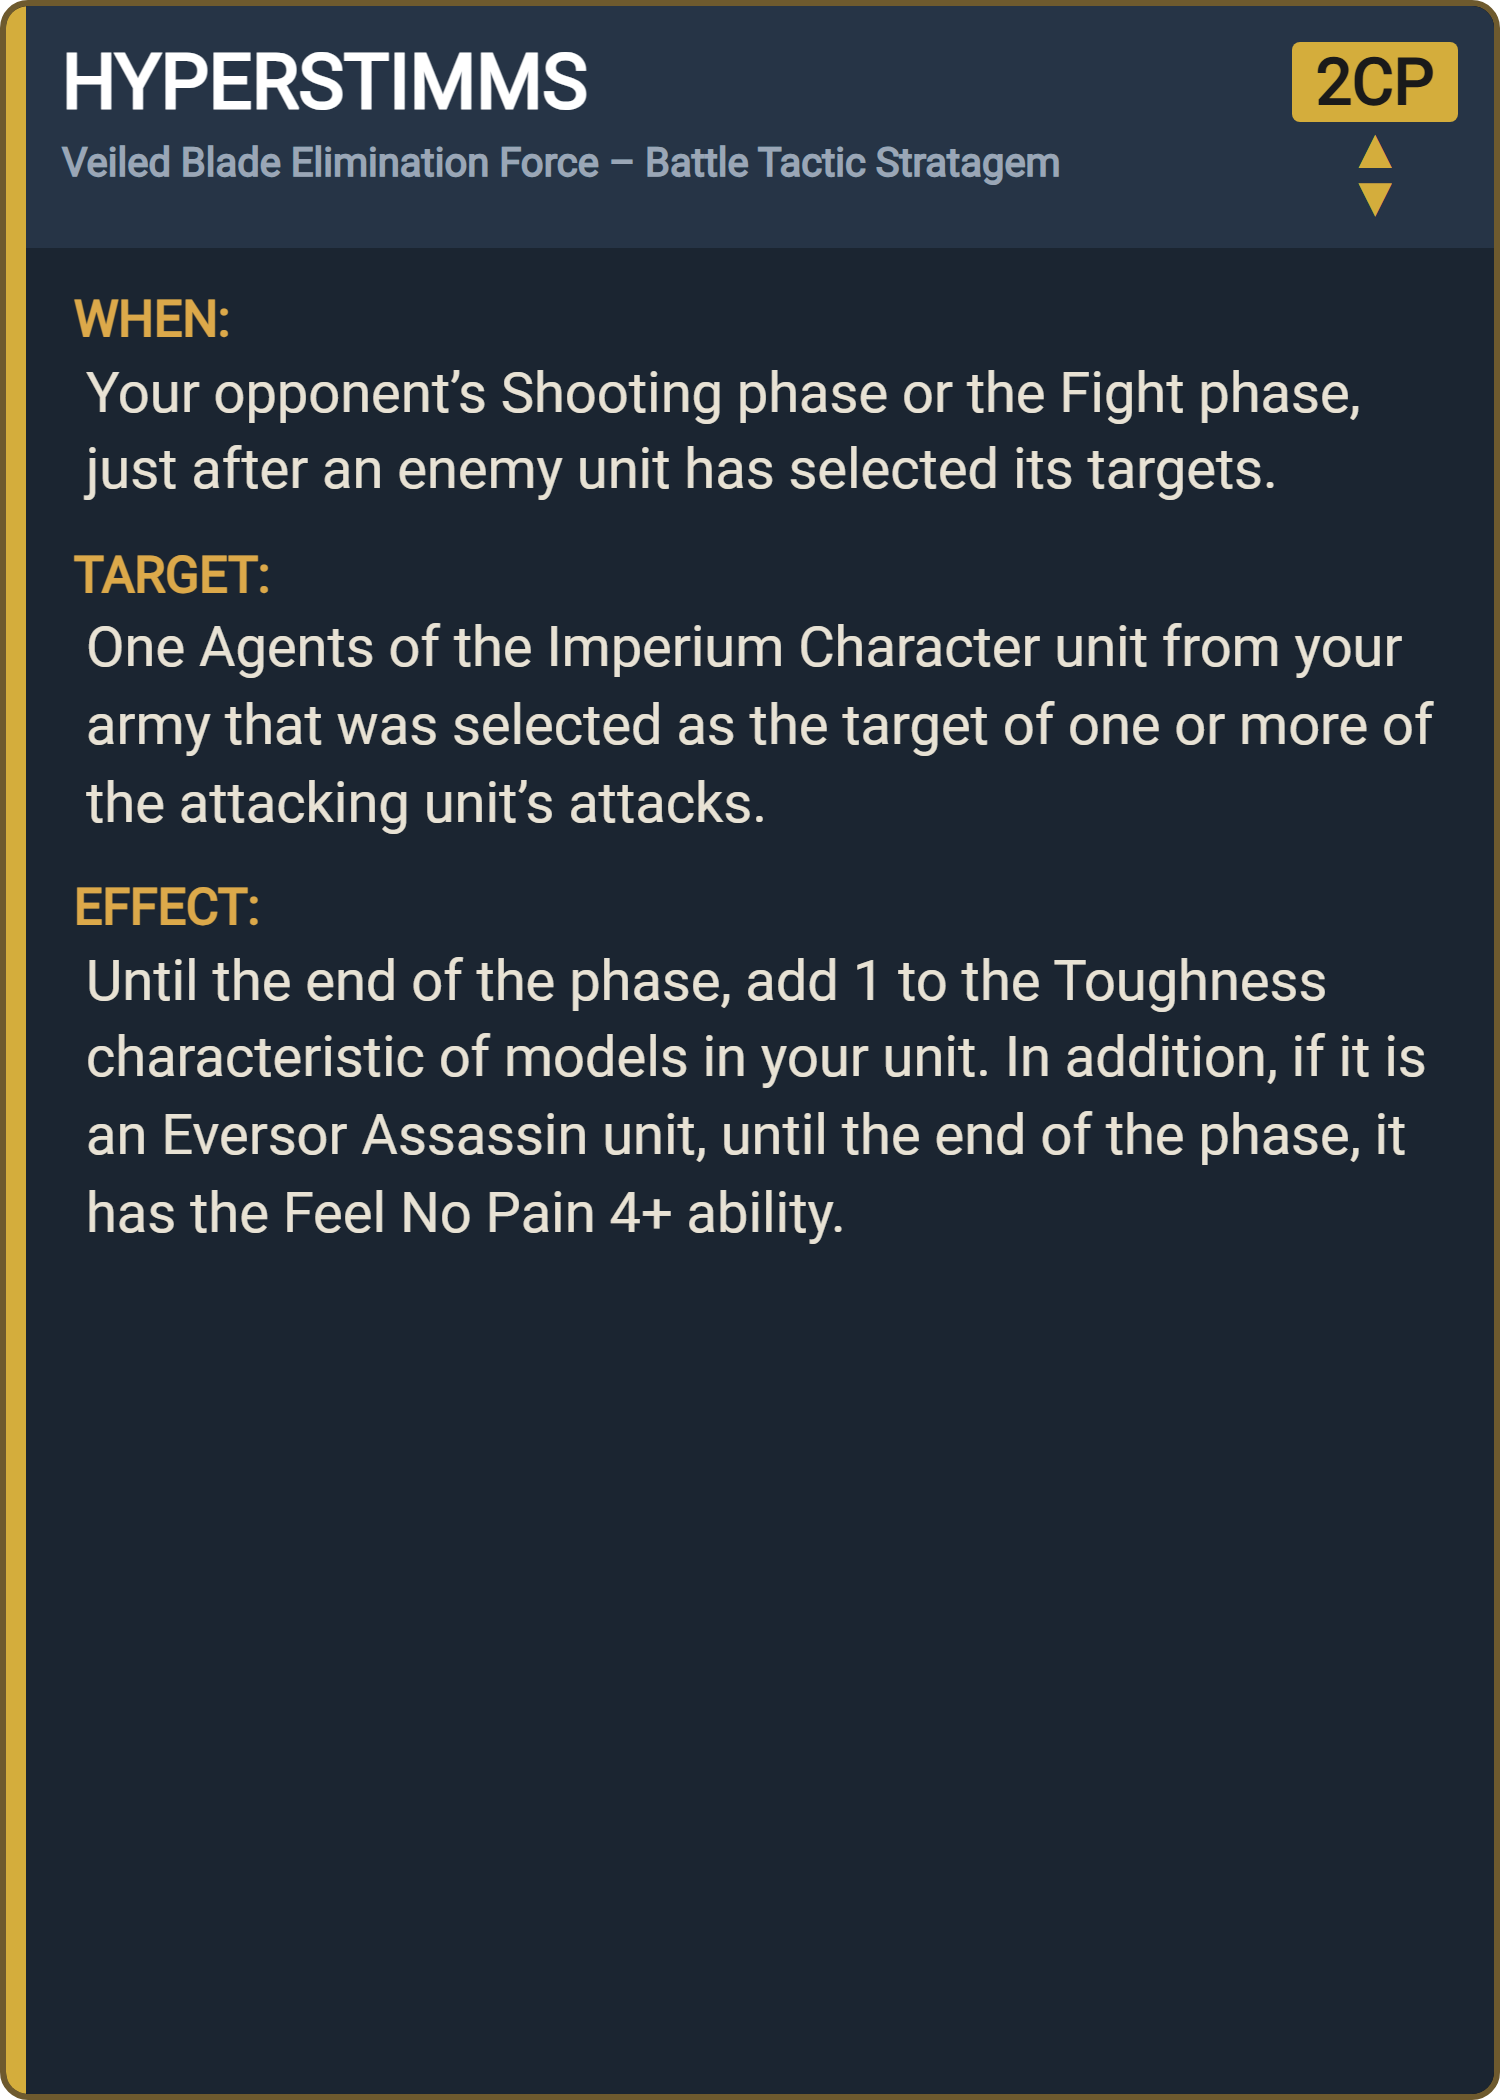 HYPERSTIMMS
2CP
Veiled Blade Elimination Force – Battle Tactic Stratagem
WHEN:
Your opponent’s Shooting phase or the Fight phase,
just after an enemy unit has selected its targets.
TARGET:
One Agents of the Imperium Character unit from your
army that was selected as the target of one or more of
the attacking unit’s attacks.
EFFECT:
Until the end of the phase, add 1 to the Toughness
characteristic of models in your unit. In addition, if it is
an Eversor Assassin unit, until the end of the phase, it
has the Feel No Pain 4+ ability.